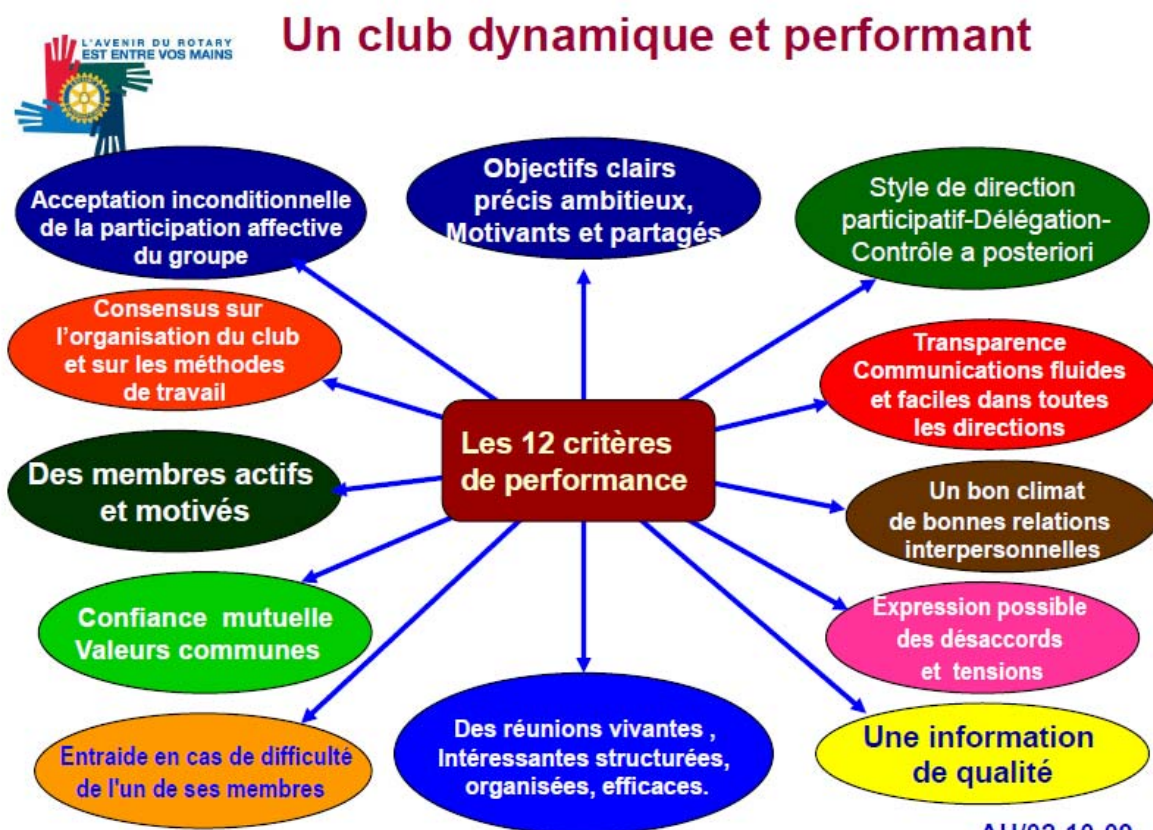 L'AVENIR DU ROTARY
EST ENTRE VOS MAINS
Un club dynamique et performant
Acceptation inconditionnelle
de la participation affective
du groupe
Objectifs clairs
précis ambitieux,
Motivants et partagés
Style de direction
participatif-Délégation-
Contrôle a posteriori
Consensus sur
l'organisation du club
et sur les méthodes
de travail
Transparence
Communications fluides
et faciles dans toutes
les directions
Les 12 critères
de performance
Des membres actifs
et motivés
Un bon climat
de bonnes relations
interpersonnelles
Confiance mutuelle
Valeurs communes
Expression possible
des désaccords
et tensions
Entraide en cas de difficulté
de l'un de ses membres
Des réunions vivantes ,
Intéressantes structurées,
organisées, efficaces.
Une information
de qualité